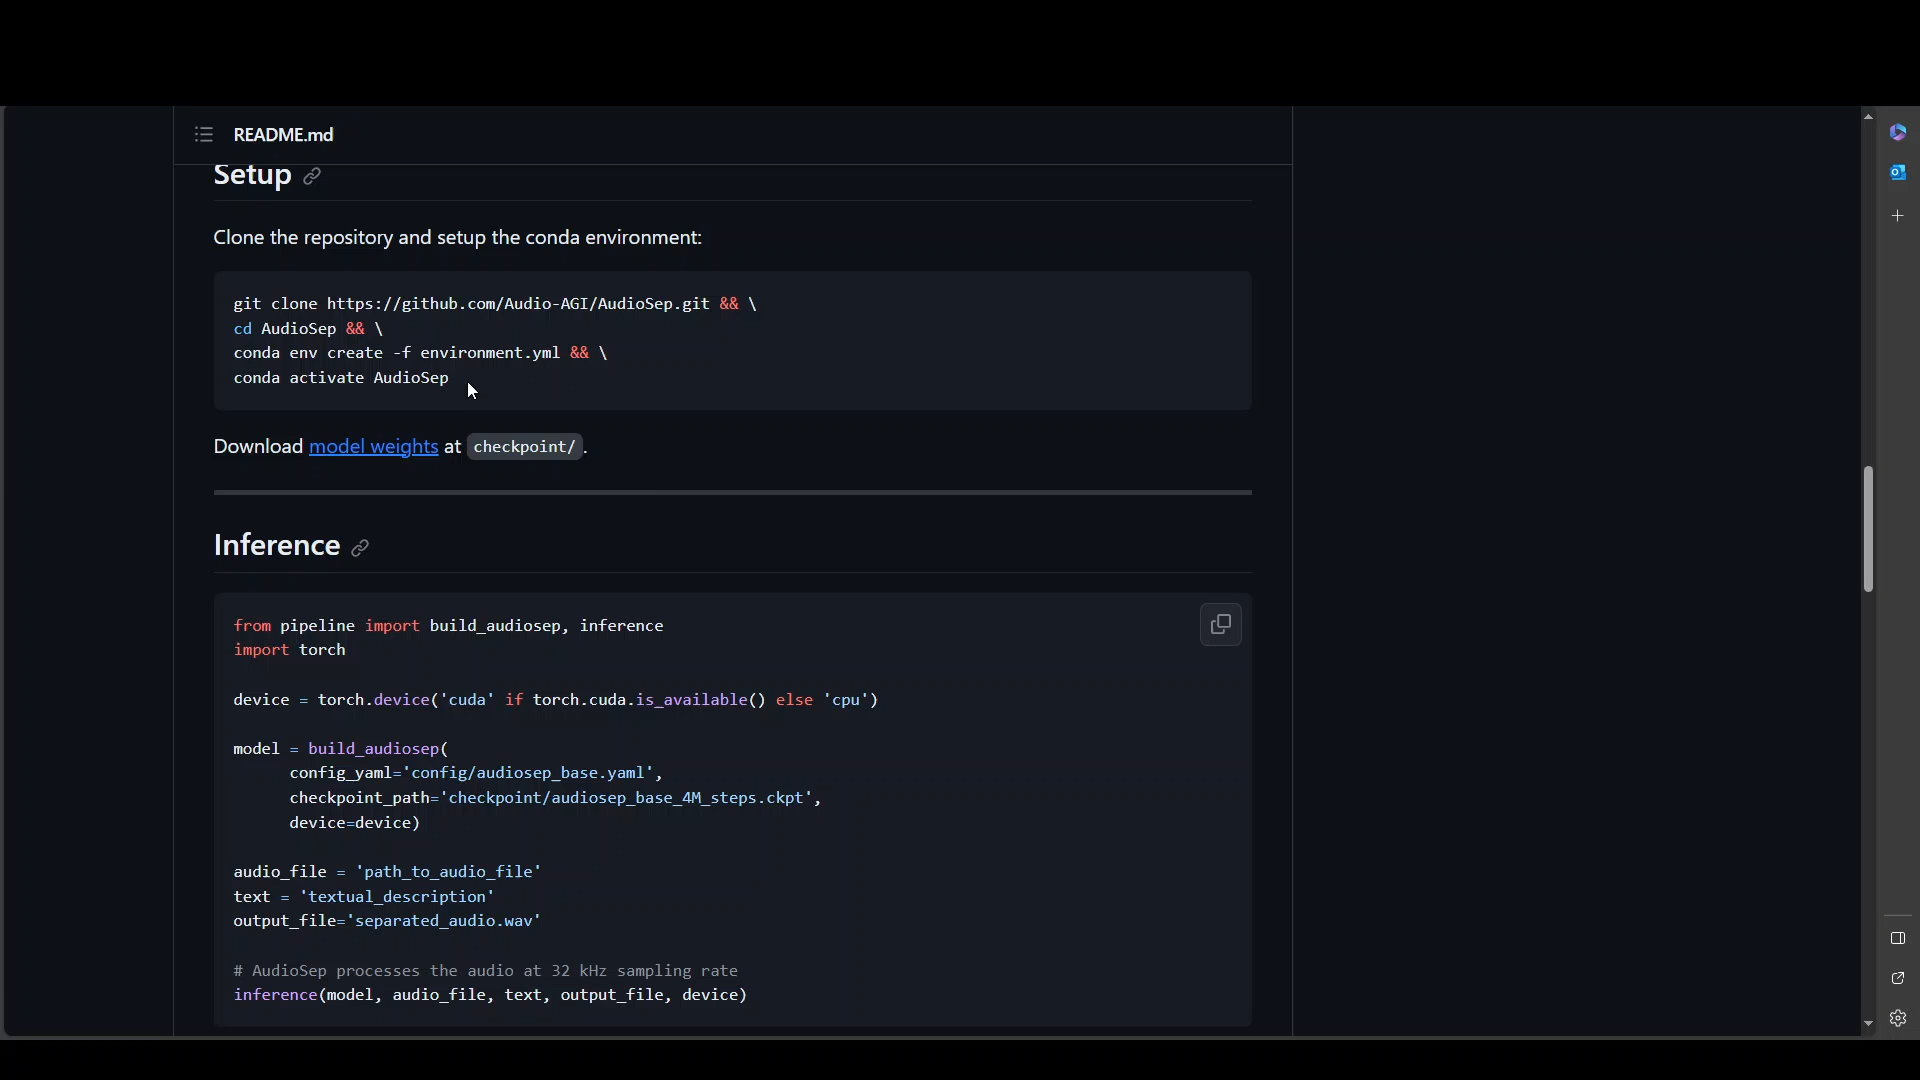 README.md
Setup
Clone the repository and setup the conda environment:
git clone https://github.com/Audio-AGI/AudioSep.git && \
cd AudioSep && \
conda env create -f environment.yml && \
conda activate AudioSep
Download model weights at checkpoint/.
Inference
from pipeline import build_audiosep, inference
import torch
device = torch.device('cuda' if torch.cuda.is_available() else 'cpu')
model = build_audiosep(
config_yaml='config/audiosep_base.yaml',
checkpoint_path='checkpoint/audiosep_base_4M_steps.ckpt',
device=device)
audio_file = 'path_to_audio_file'
text = 'textual_description'
output_file='separated_audio.wav'
# AudioSep processes the audio at 32 kHz sampling rate
inference(model, audio_file, text, output_file, device)